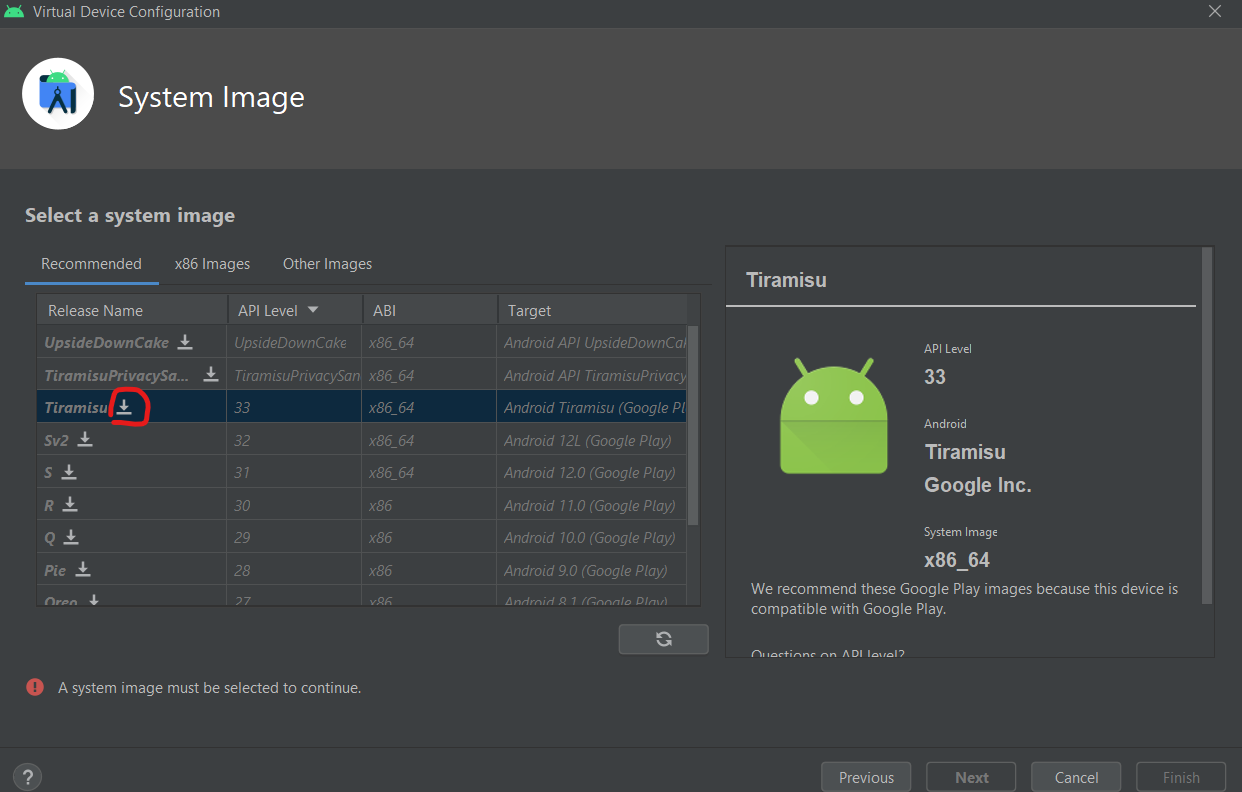 Virtual Device Configuration
System Image
Select a system image
Recommended x86 Images Other Images
Release Name API Level ABI Target
UpsideDownCake UpsideDownCake x86_64 Android API UpsideDownCak
TiramisuPrivacySa... TiramisuPrivacySan x86_64 Android API TiramisuPrivacy
Tiramisu 33 x86_64 Android Tiramisu (Google Pl
Sv2 32 x86_64 Android 12L (Google Play)
S 31 x86_64 Android 12.0 (Google Play)
R 30 x86 Android 11.0 (Google Play)
Q 29 x86 Android 10.0 (Google Play)
Pie 28 x86 Android 9.0 (Google Play)
Oreo 27 x86 Android 8.1 (Google Play)
Tiramisu
API Level
33
Android
Tiramisu
Google Inc.
System Image
x86_64
We recommend these Google Play images because this device is
compatible with Google Play.
Questions on API level?
A system image must be selected to continue.
? Previous Next Cancel Finish